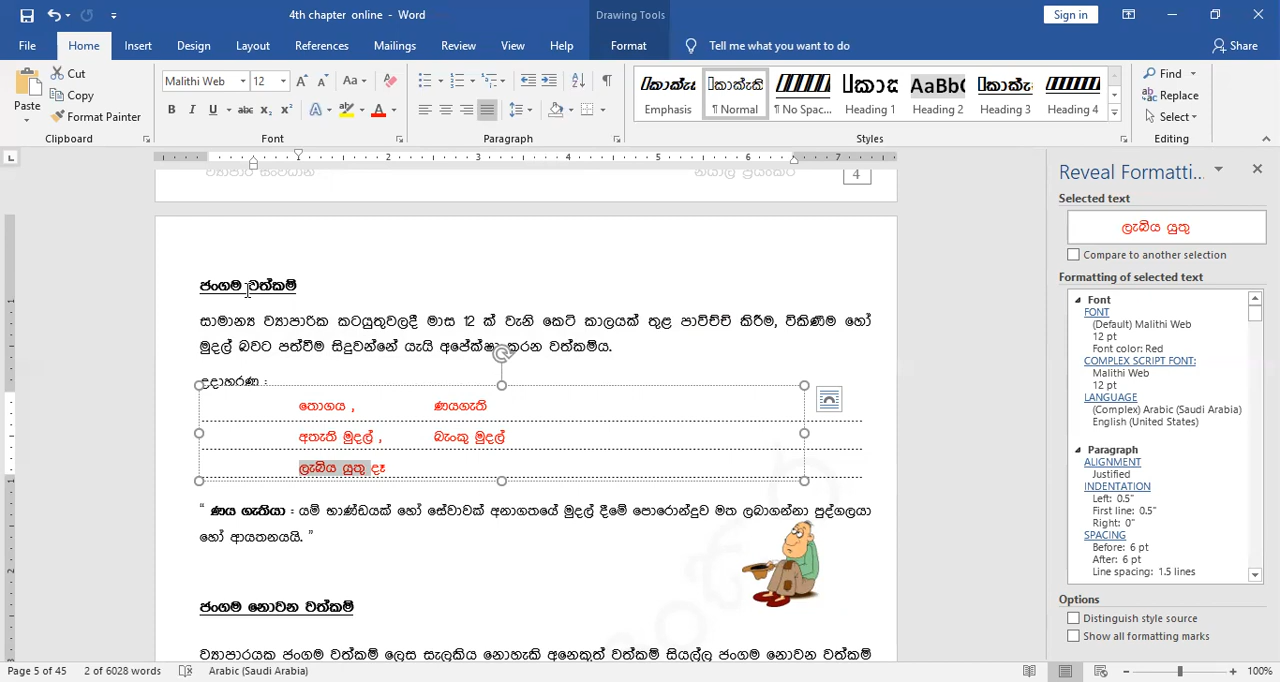 4th chapter online - Word
Drawing Tools
Sign in
File Home Insert Design Layout References Mailings Review View Help Format Tell me what you want to do Share
Paste Cut Copy Format Painter
Malithi Web 12
Emphasis ¶ Normal ¶ No Spac... Heading 1 Heading 2 Heading 3 Heading 4
Find Replace Select
Clipboard Font Paragraph Styles Editing
ව්‍යාපාර සංවිධාන නයාල් ප්‍රියංකර 4
ජංගම වත්කම්
සාමාන්‍ය ව්‍යාපාරික කටයුතුවලදී මාස 12 ක් වැනි කෙටි කාලයක් තුළ පාවිච්චි කිරීම, විකිණීම හෝ
මුදල් බවට පත්වීම සිදුවන්නේ යැයි අපේක්ෂා කරන වත්කම්ය.
උදාහරණ :
තොගය , ණයගැති
අතැති මුදල් , බැංකු මුදල්
ලැබිය යුතු දෑ
“ ණය ගැතියා : යම් භාණ්ඩයක් හෝ සේවාවක් අනාගතයේ මුදල් දීමේ පොරොන්දුව මත ලබාගන්නා පුද්ගලයා
හෝ ආයතනයයි. ”
ජංගම නොවන වත්කම්
ව්‍යාපාරයක ජංගම වත්කම් ලෙස සැලකිය නොහැකි අනෙකුත් වත්කම් සියල්ල ජංගම නොවන වත්කම්
Reveal Formatti...
Selected text
ලැබිය යුතු
Compare to another selection
Formatting of selected text
Font
FONT
(Default) Malithi Web
12 pt
Font color: Red
COMPLEX SCRIPT FONT:
Malithi Web
12 pt
LANGUAGE
(Complex) Arabic (Saudi Arabia)
English (United States)
Paragraph
ALIGNMENT
Justified
INDENTATION
Left: 0.5"
First line: 0.5"
Right: 0"
SPACING
Before: 6 pt
After: 6 pt
Line spacing: 1.5 lines
Options
Distinguish style source
Show all formatting marks
Page 5 of 45 2 of 6028 words Arabic (Saudi Arabia) 100%